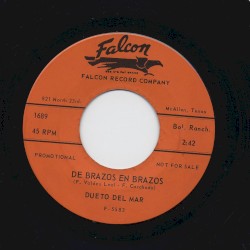 Falcon
FALCON RECORD COMPANY
McAllen, Texas
1609
45 RPM
Bol. Ranch.
2:42
PROMOTIONAL
NOT FOR SALE
DE BRAZOS EN BRAZOS
DUETO DEL MAR